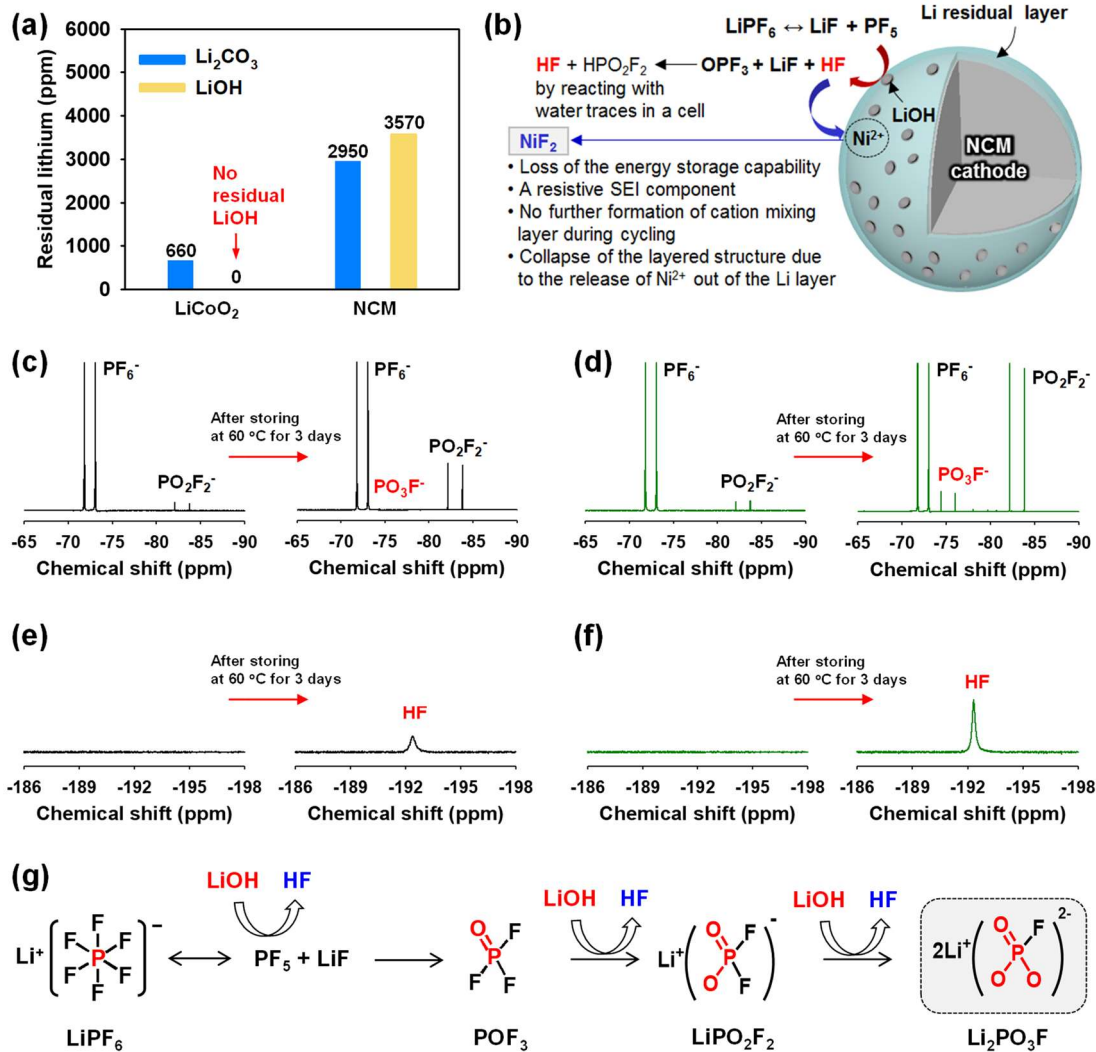 (a)
6000
5000
4000
3000
2000
1000
0
Residual lithium (ppm)
Li₂CO₃
LiOH
No
residual
LiOH
660
0
2950
3570
LiCoO₂
NCM
(b)
Li residual layer
LiPF₆ ↔ LiF + PF₅
HF + HPO₂F₂ ← OPF₃ + LiF + HF
by reacting with
water traces in a cell
LiOH
Ni²⁺
NCM
cathode
NiF₂
• Loss of the energy storage capability
• A resistive SEI component
• No further formation of cation mixing
layer during cycling
• Collapse of the layered structure due
to the release of Ni²⁺ out of the Li layer
(c)
PF₆⁻
PO₂F₂⁻
-65 -70 -75 -80 -85 -90
Chemical shift (ppm)
After storing
at 60 °C for 3 days
PF₆⁻
PO₃F⁻
PO₂F₂⁻
-65 -70 -75 -80 -85 -90
Chemical shift (ppm)
(d)
PF₆⁻
PO₂F₂⁻
-65 -70 -75 -80 -85 -90
Chemical shift (ppm)
After storing
at 60 °C for 3 days
PF₆⁻
PO₃F⁻
PO₂F₂⁻
-65 -70 -75 -80 -85 -90
Chemical shift (ppm)
(e)
After storing
at 60 °C for 3 days
HF
-186 -189 -192 -195 -198
Chemical shift (ppm)
-186 -189 -192 -195 -198
Chemical shift (ppm)
(f)
After storing
at 60 °C for 3 days
HF
-186 -189 -192 -195 -198
Chemical shift (ppm)
-186 -189 -192 -195 -198
Chemical shift (ppm)
(g)
Li⁺ F F F P F F F ⁻
LiPF₆
LiOH HF
PF₅ + LiF
O F P F F
POF₃
LiOH HF
Li⁺ O F P O F ⁻
LiPO₂F₂
LiOH HF
2Li⁺ O F P O O ²⁻
Li₂PO₃F